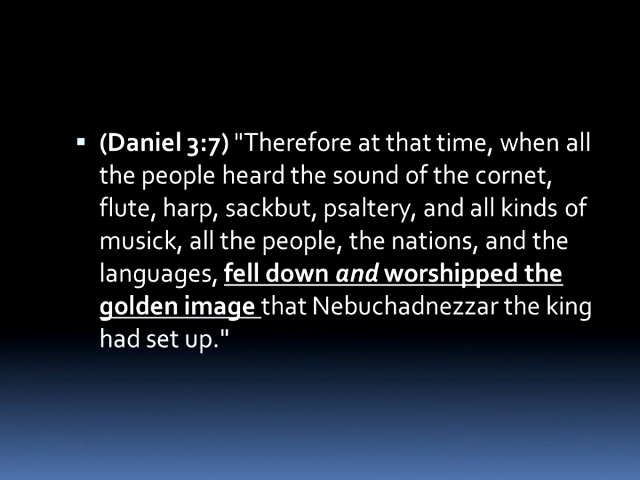 (Daniel 3:7) "Therefore at that time, when all
the people heard the sound of the cornet,
flute, harp, sackbut, psaltery, and all kinds of
musick, all the people, the nations, and the
languages, fell down and worshipped the
golden image that Nebuchadnezzar the king
had set up."